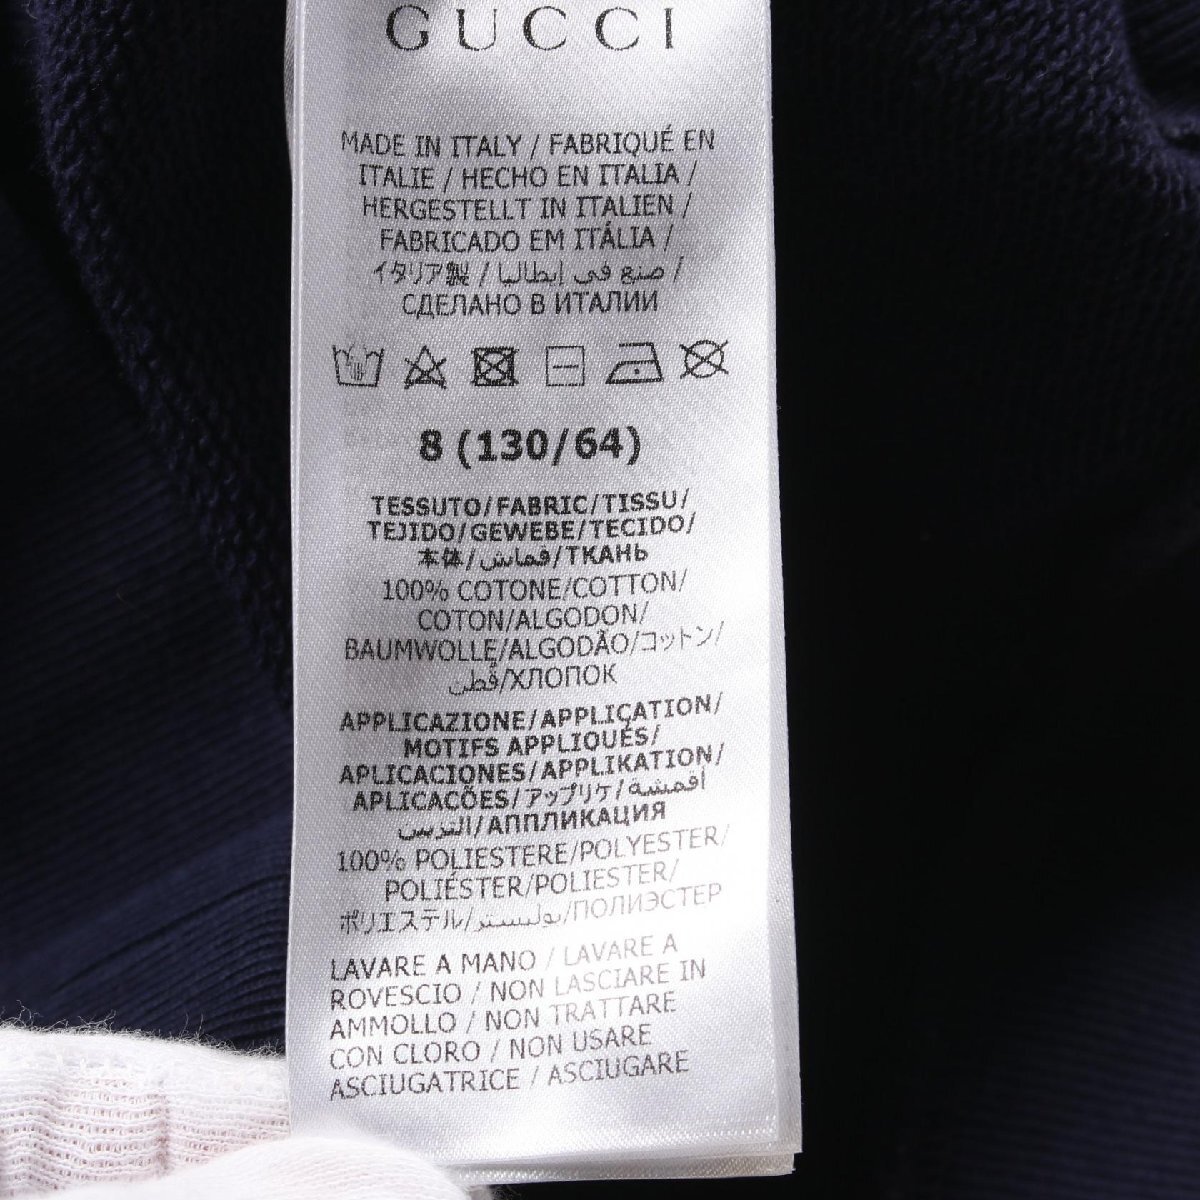 GUCCI
MADE IN ITALY / FABRIQUÉ EN
ITALIE / HECHO EN ITALIA /
HERGESTELLT IN ITALIEN /
FABRICADO EM ITÁLIA /
イタリア製 / صنع في إيطاليا /
СДЕЛАНО В ИТАЛИИ
8 (130/64)
TESSUTO/FABRIC/TISSU/
TEJIDO/GEWEBE/TECIDO/
本体/قماش/ТКАНЬ
100% COTONE/COTTON/
COTON/ALGODON/
BAUMWOLLE/ALGODÃO/コットン/
قُطن/ХЛОПОК
APPLICAZIONE/APPLICATION/
MOTIFS APPLIQUÉS/
APLICACIONES/APPLIKATION/
APLICACÕES/アップリケ/أقمشة
التزيين/АППЛИКАЦИЯ
100% POLIESTERE/POLYESTER/
POLIÉSTER/POLIESTER/
ポリエステル/بوليستر/ПОЛИЭСТЕР
LAVARE A MANO / LAVARE A
ROVESCIO / NON LASCIARE IN
AMMOLLO / NON TRATTARE
CON CLORO / NON USARE
ASCIUGATRICE / ASCIUGARE